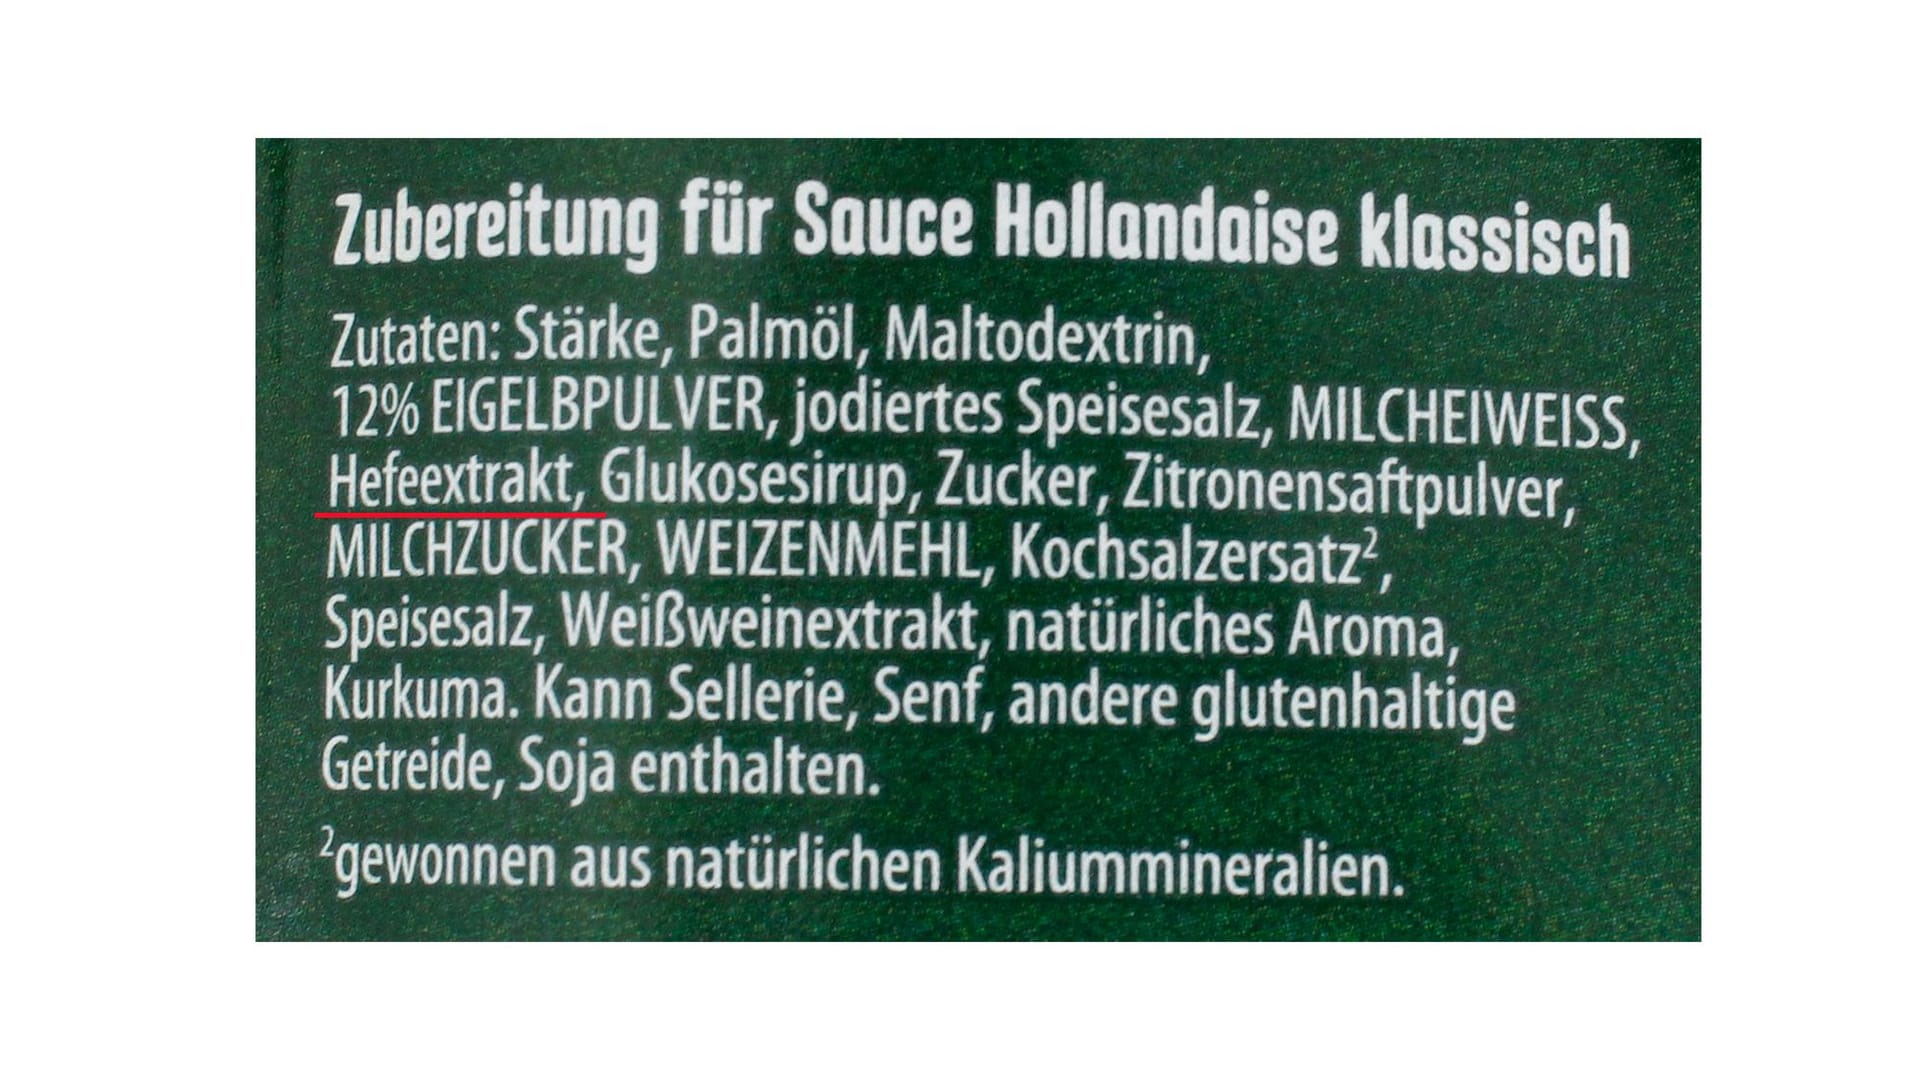 Zubereitung für Sauce Hollandaise klassisch
Zutaten: Stärke, Palmöl, Maltodextrin,
12% EIGELBPULVER, jodiertes Speisesalz, MILCHEIWEISS,
Hefeextrakt, Glukosesirup, Zucker, Zitronensaftpulver,
MILCHZUCKER, WEIZENMEHL, Kochsalzersatz²,
Speisesalz, Weißweinextrakt, natürliches Aroma,
Kurkuma. Kann Sellerie, Senf, andere glutenhaltige
Getreide, Soja enthalten.
²gewonnen aus natürlichen Kaliummineralien.